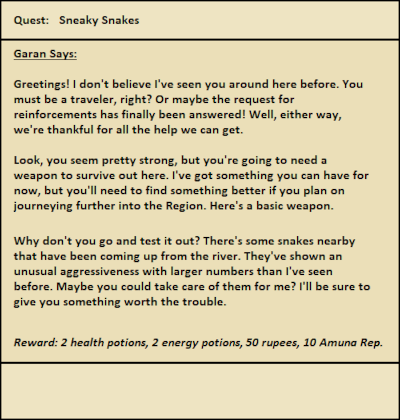 Quest: Sneaky Snakes
Garan Says:
Greetings! I don't believe I've seen you around here before. You
must be a traveler, right? Or maybe the request for
reinforcements has finally been answered! Well, either way,
we're thankful for all the help we can get.
Look, you seem pretty strong, but you're going to need a
weapon to survive out here. I've got something you can have for
now, but you'll need to find something better if you plan on
journeying further into the Region. Here's a basic weapon.
Why don't you go and test it out? There's some snakes nearby
that have been coming up from the river. They've shown an
unusual aggressiveness with larger numbers than I've seen
before. Maybe you could take care of them for me? I'll be sure to
give you something worth the trouble.
Reward: 2 health potions, 2 energy potions, 50 rupees, 10 Amuna Rep.